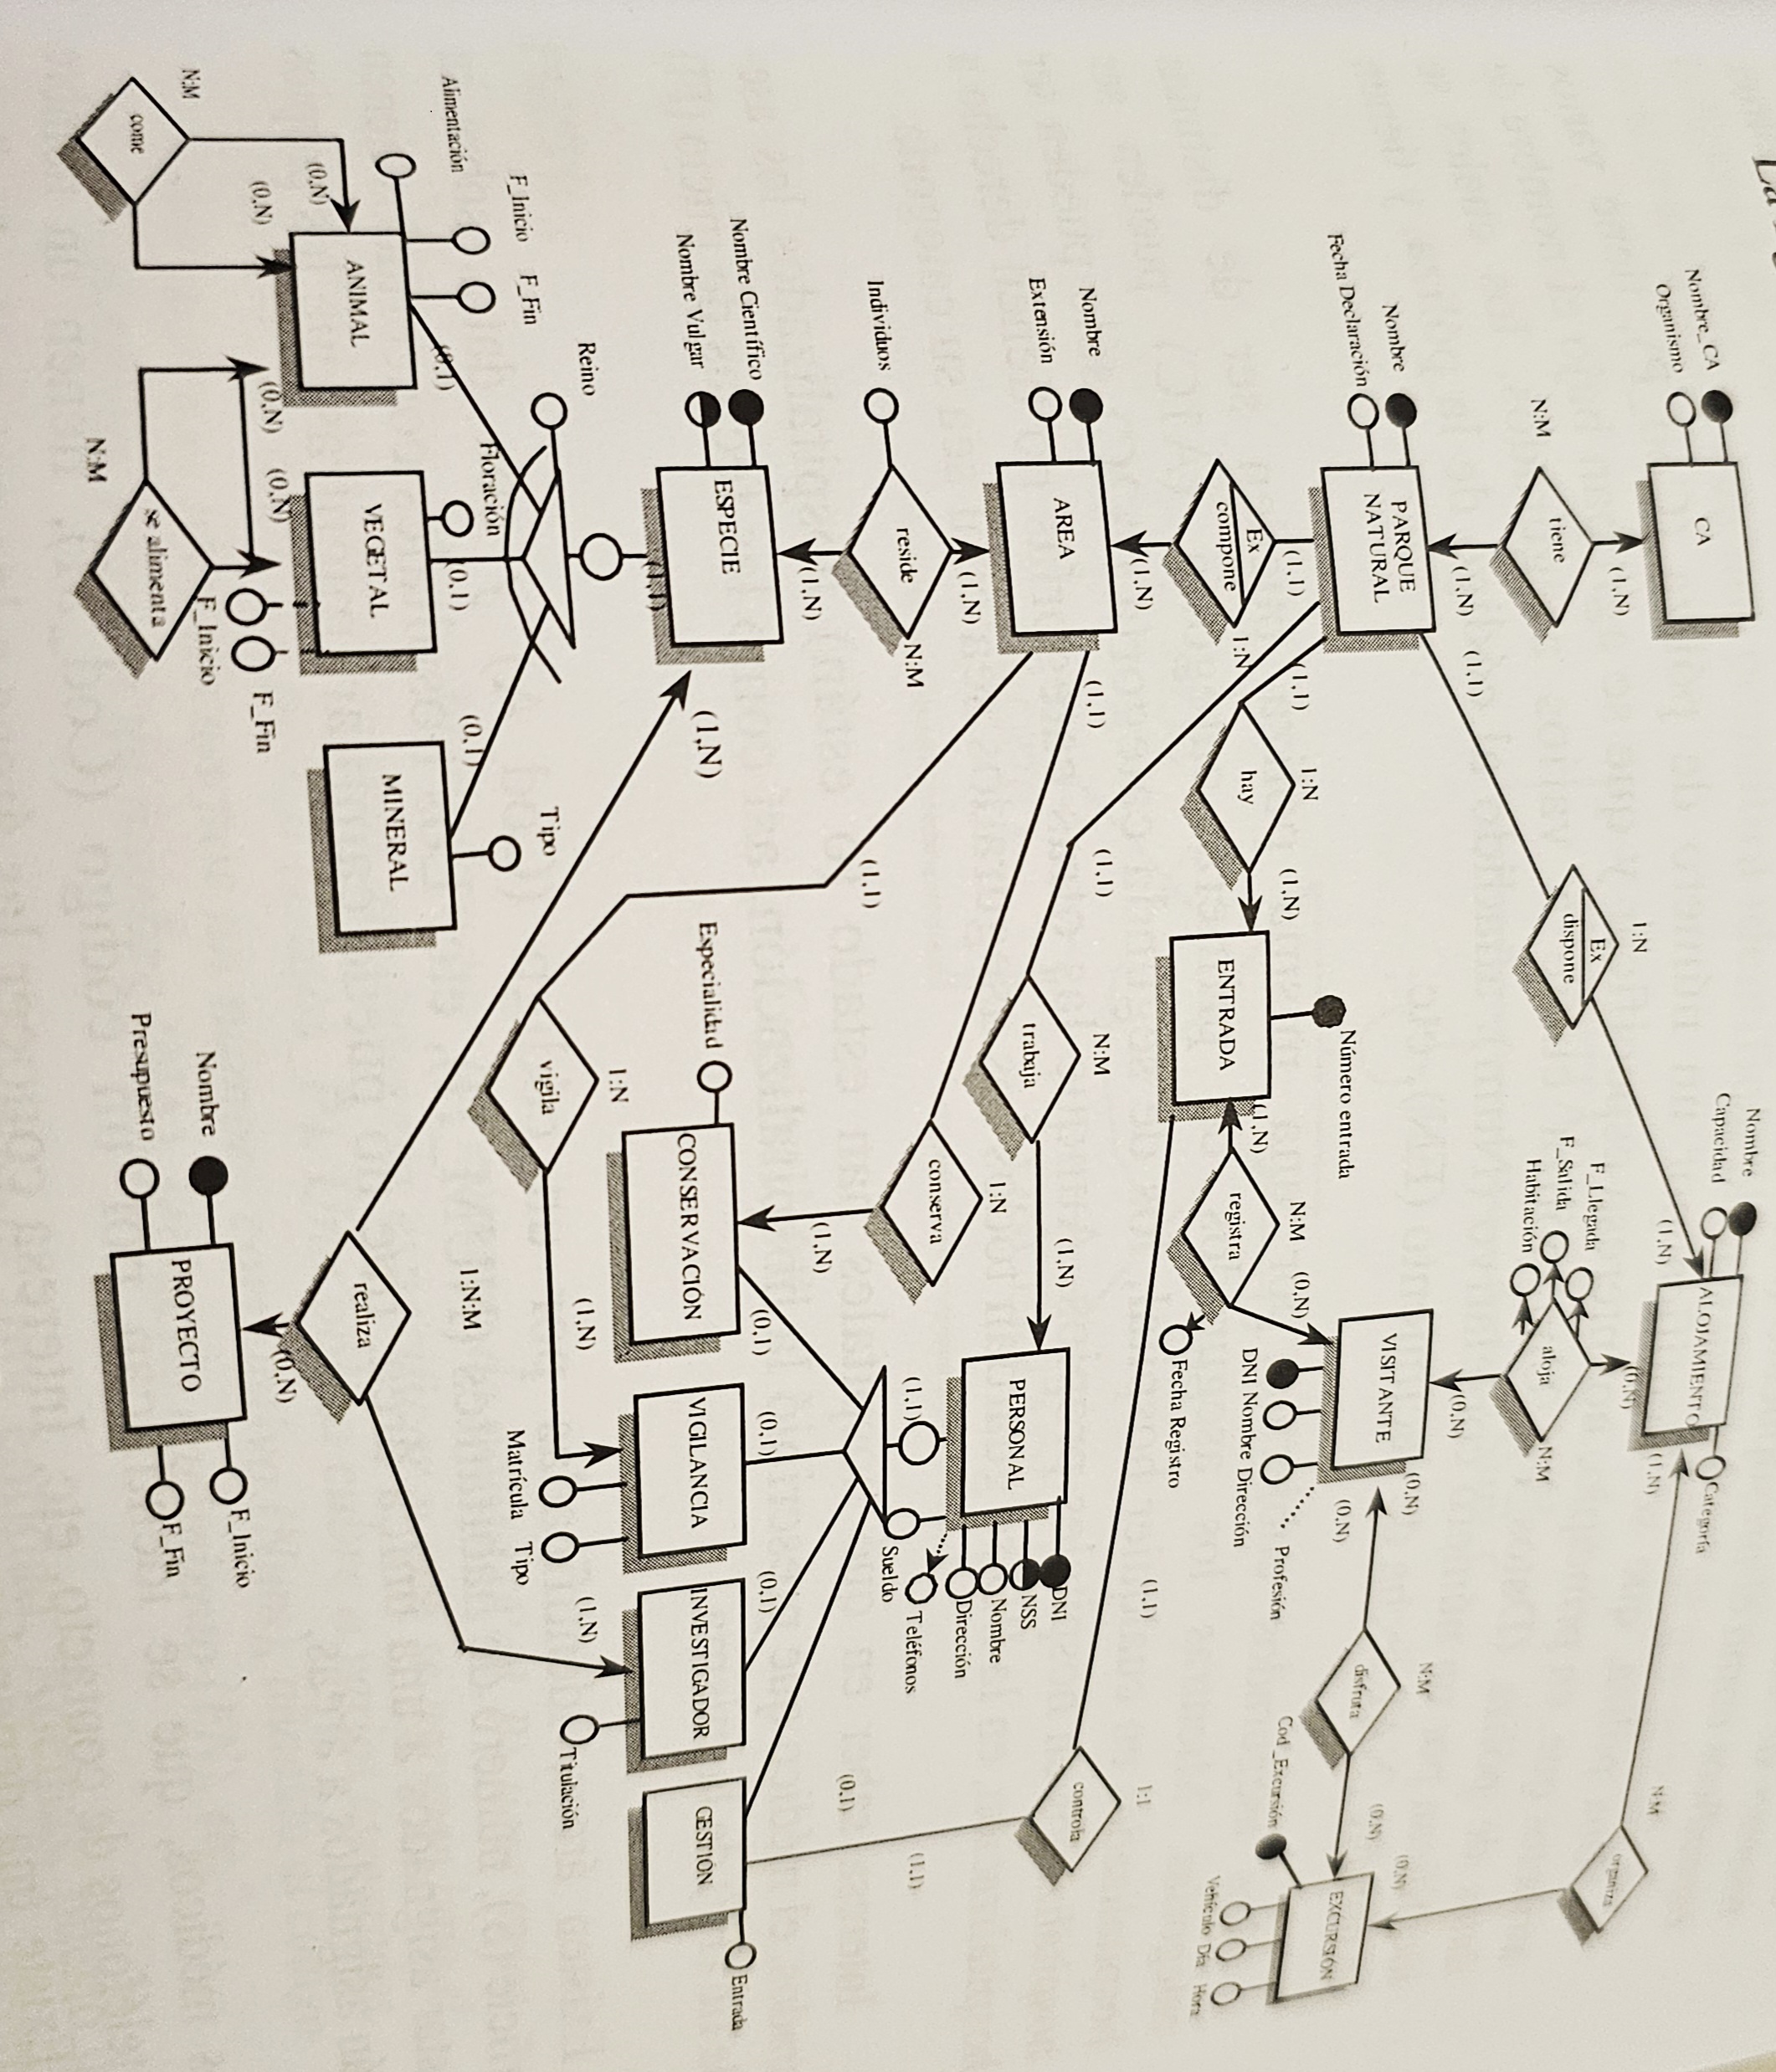 Nombre_CA
Organismo
CA
(1,N)
tiene
N:M
(1,N)
Nombre
Fecha Declaración
PARQUE
NATURAL
(1,1)
Ex
dispone
1:N
(1,N)
Nombre
Capacidad
ALOJAMIENTO
Categoría
(1,N)
organiza
N:M
(0,N)
(0,N)
aloja
N:M
F_Llegada
F_Salida
Habitación
(0,N)
VISITANTE
DNI
Nombre
Dirección
Profesión
(0,N)
(0,N)
disfruta
N:M
(0,N)
Cod_Excursión
EXCURSIÓN
Vehículo
Día
Hora
(1,1)
hay
1:N
(1,N)
ENTRADA
Número entrada
(1,N)
registra
N:M
(0,N)
Fecha Registro
(1,1)
Ex
compone
1:N
(1,N)
Nombre
Extensión
AREA
(1,1)
(1,1)
trabaja
N:M
(1,N)
PERSONAL
DNI
NSS
Nombre
Dirección
Teléfonos
Sueldo
(1,1)
controla
1:1
(1,1)
(0,1)
(1,N)
reside
N:M
Individuos
(1,N)
conserva
1:N
(1,N)
(1,1)
vigila
1:N
(1,N)
Nombre Científico
Nombre Vulgar
ESPECIE
(1,N)
(1,1)
Reino
Especialidad
CONSERVACIÓN
(0,1)
VIGILANCIA
(0,1)
Matrícula
Tipo
INVESTIGADOR
(0,1)
(1,N)
Titulación
GESTIÓN
(1,1)
Entrada
Alimentación
F_Inicio
F_Fin
ANIMAL
(0,1)
(0,N)
(0,N)
come
N:M
Floración
VEGETAL
(0,1)
(0,N)
(0,N)
se alimenta
N:M
F_Inicio
F_Fin
MINERAL
(0,1)
Tipo
realiza
1:N:M
(0,N)
PROYECTO
Nombre
Presupuesto
F_Inicio
F_Fin